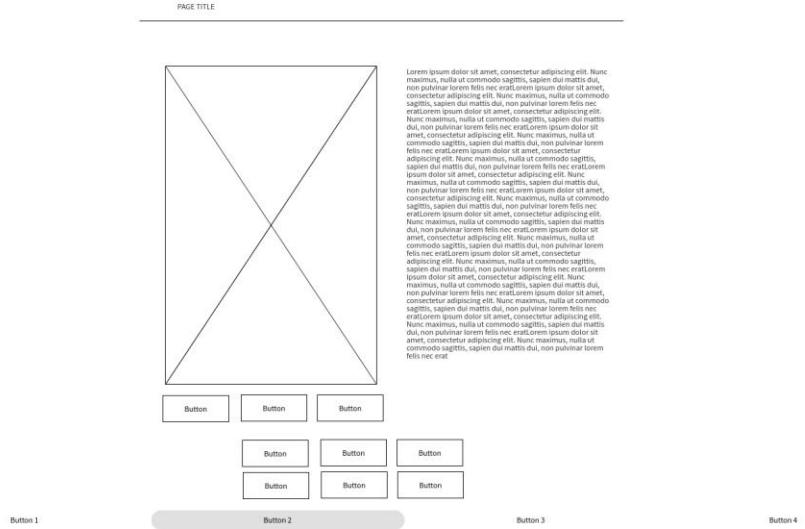 PAGE TITLE
Lorem ipsum dolor sit amet, consectetur adipiscing elit. Nunc
maximus, nulla ut commodo sagittis, sapien dui mattis dui,
non pulvinar lorem felis nec eratLorem ipsum dolor sit amet,
consectetur adipiscing elit. Nunc maximus, nulla ut commodo
sagittis, sapien dui mattis dui, non pulvinar lorem felis nec
eratLorem ipsum dolor sit amet, consectetur adipiscing elit.
Nunc maximus, nulla ut commodo sagittis, sapien dui mattis
dui, non pulvinar lorem felis nec eratLorem ipsum dolor sit
amet, consectetur adipiscing elit. Nunc maximus, nulla ut
commodo sagittis, sapien dui mattis dui, non pulvinar lorem
felis nec eratLorem ipsum dolor sit amet, consectetur
adipiscing elit. Nunc maximus, nulla ut commodo sagittis,
sapien dui mattis dui, non pulvinar lorem felis nec eratLorem
ipsum dolor sit amet, consectetur adipiscing elit. Nunc
maximus, nulla ut commodo sagittis, sapien dui mattis dui,
non pulvinar lorem felis nec eratLorem ipsum dolor sit amet,
consectetur adipiscing elit. Nunc maximus, nulla ut commodo
sagittis, sapien dui mattis dui, non pulvinar lorem felis nec
eratLorem ipsum dolor sit amet, consectetur adipiscing elit.
Nunc maximus, nulla ut commodo sagittis, sapien dui mattis
dui, non pulvinar lorem felis nec eratLorem ipsum dolor sit
amet, consectetur adipiscing elit. Nunc maximus, nulla ut
commodo sagittis, sapien dui mattis dui, non pulvinar lorem
felis nec eratLorem ipsum dolor sit amet, consectetur
adipiscing elit. Nunc maximus, nulla ut commodo sagittis,
sapien dui mattis dui, non pulvinar lorem felis nec eratLorem
ipsum dolor sit amet, consectetur adipiscing elit. Nunc
maximus, nulla ut commodo sagittis, sapien dui mattis dui,
non pulvinar lorem felis nec eratLorem ipsum dolor sit amet,
consectetur adipiscing elit. Nunc maximus, nulla ut commodo
sagittis, sapien dui mattis dui, non pulvinar lorem felis nec
eratLorem ipsum dolor sit amet, consectetur adipiscing elit.
Nunc maximus, nulla ut commodo sagittis, sapien dui mattis
dui, non pulvinar lorem felis nec eratLorem ipsum dolor sit
amet, consectetur adipiscing elit. Nunc maximus, nulla ut
commodo sagittis, sapien dui mattis dui, non pulvinar lorem
felis nec erat
Button Button Button
Button Button Button
Button Button Button
Button 1 Button 2 Button 3 Button 4